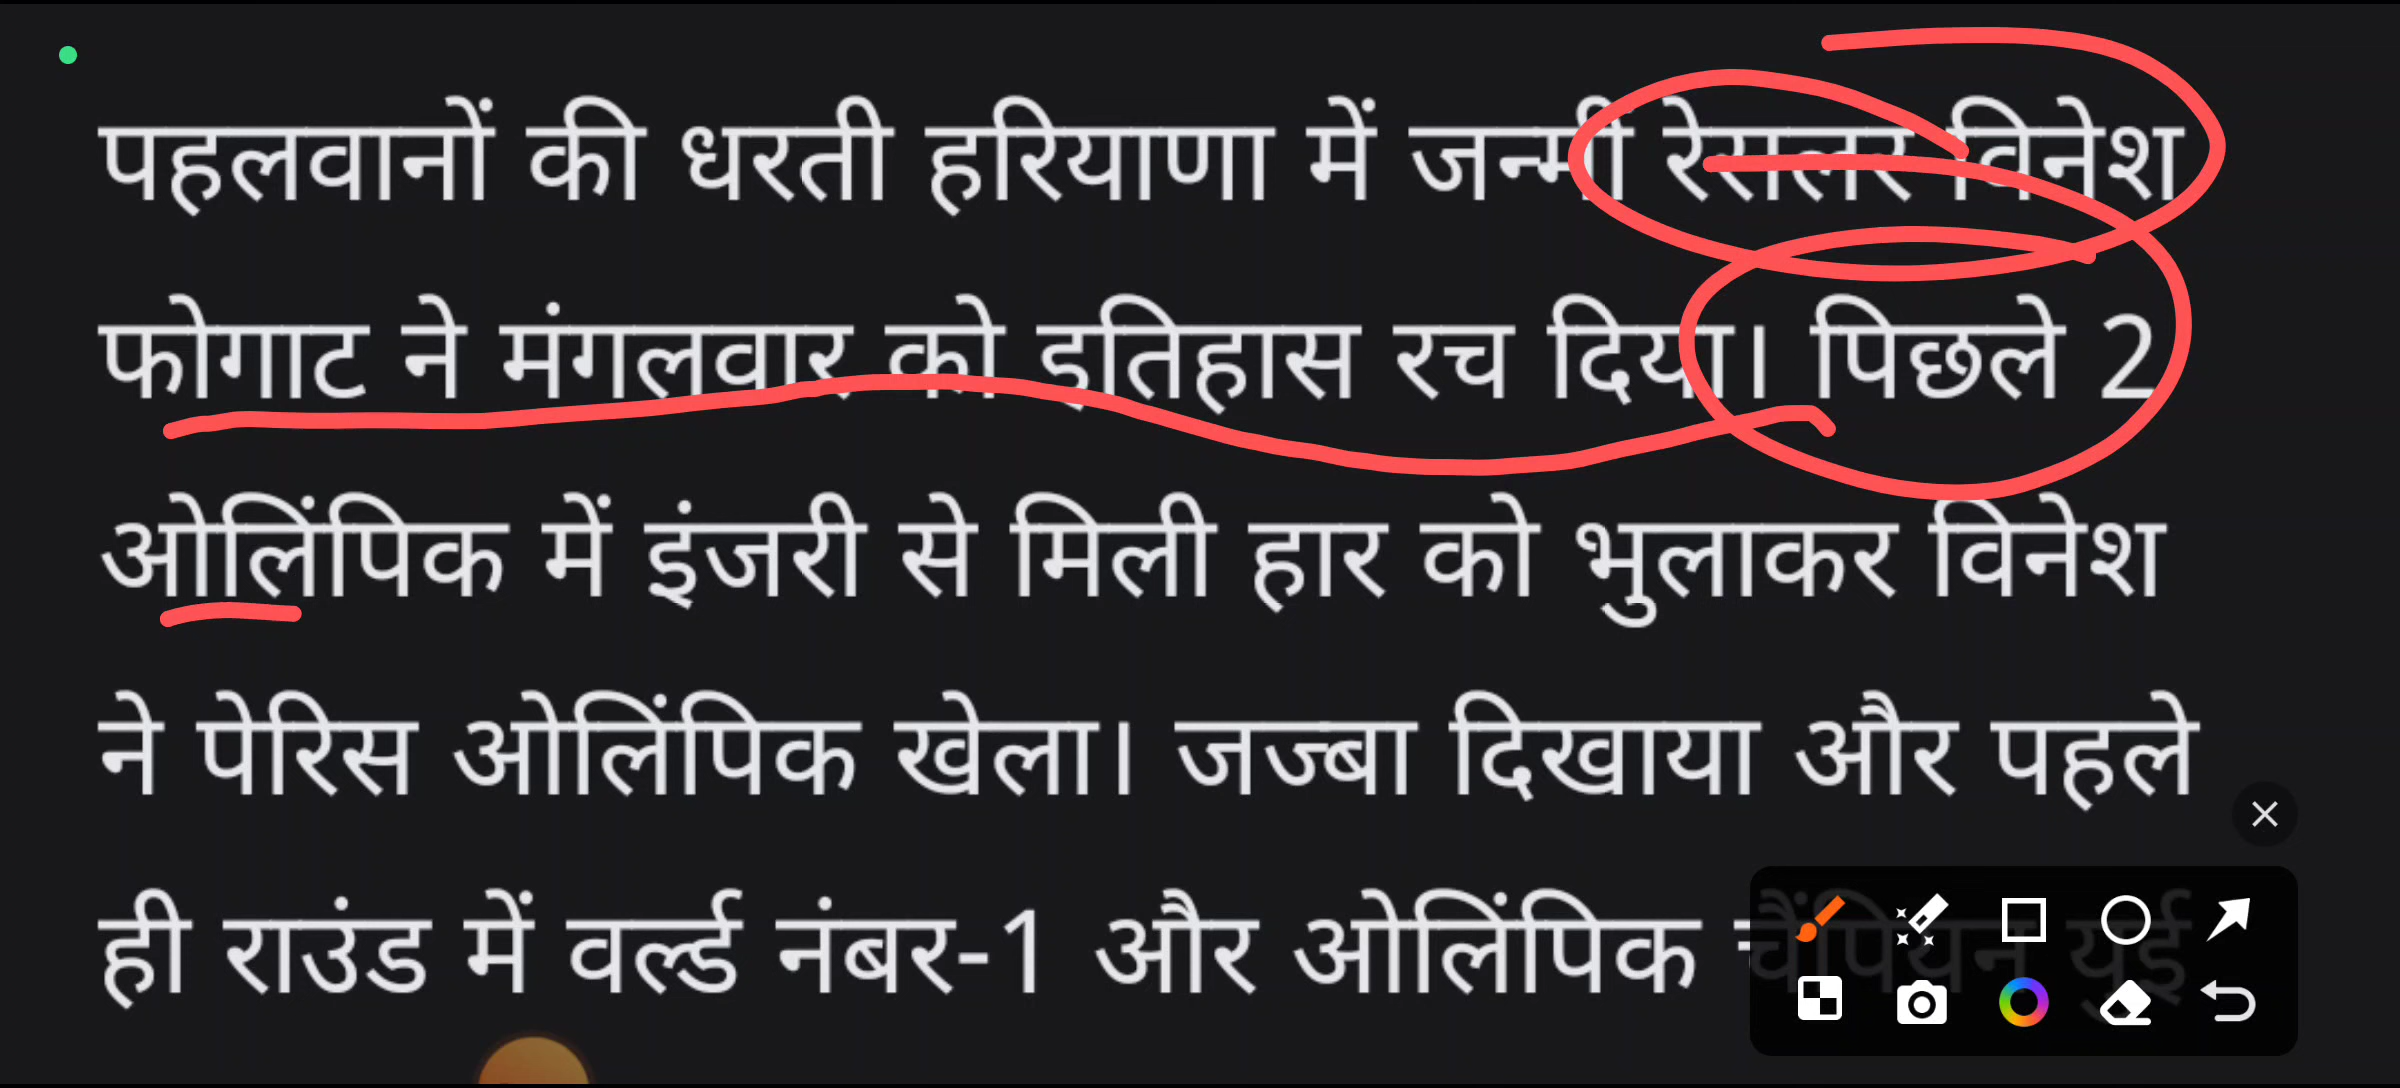 पहलवानों की धरती हरियाणा में जन्मी रेसलर विनेश
फोगाट ने मंगलवार को इतिहास रच दिया। पिछले 2
ओलिंपिक में इंजरी से मिली हार को भुलाकर विनेश
ने पेरिस ओलिंपिक खेला। जज्बा दिखाया और पहले
ही राउंड में वर्ल्ड नंबर-1 और ओलिंपिक चैंपियन युई